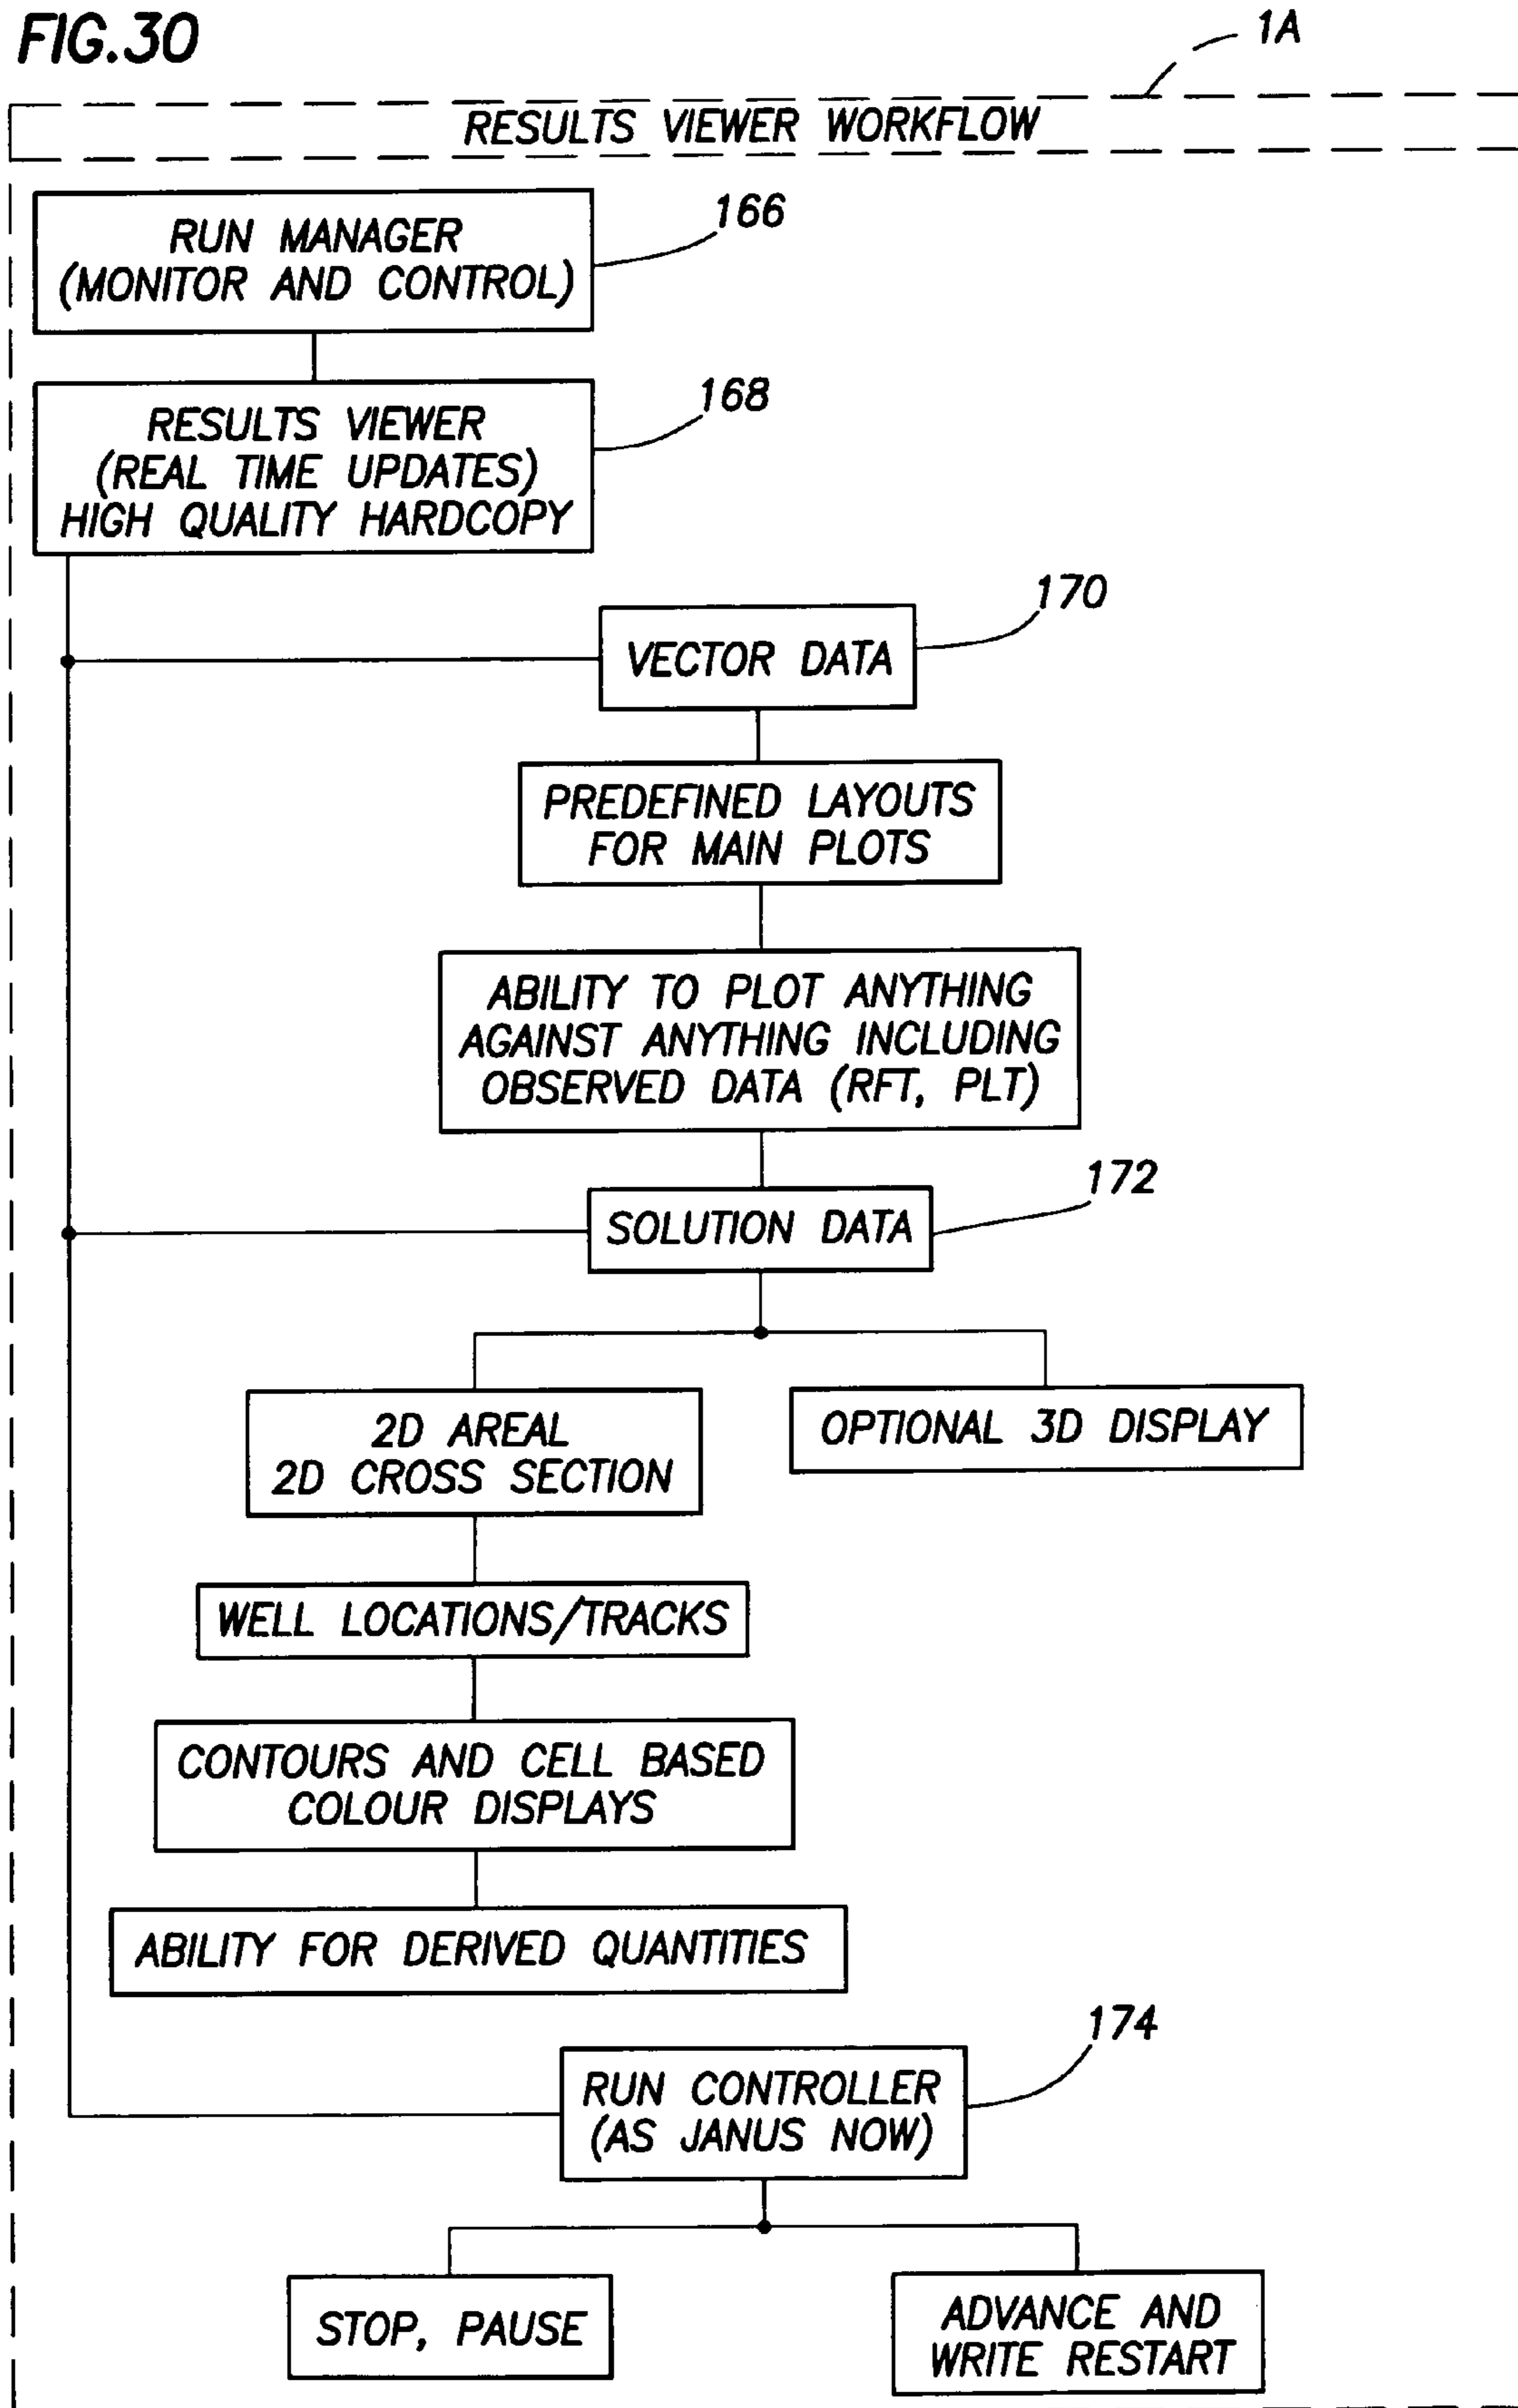 FIG.30
1A
RESULTS VIEWER WORKFLOW
RUN MANAGER
(MONITOR AND CONTROL)
166
RESULTS VIEWER
(REAL TIME UPDATES)
HIGH QUALITY HARDCOPY
168
VECTOR DATA
170
PREDEFINED LAYOUTS
FOR MAIN PLOTS
ABILITY TO PLOT ANYTHING
AGAINST ANYTHING INCLUDING
OBSERVED DATA (RFT, PLT)
SOLUTION DATA
172
2D AREAL
2D CROSS SECTION
OPTIONAL 3D DISPLAY
WELL LOCATIONS/TRACKS
CONTOURS AND CELL BASED
COLOUR DISPLAYS
ABILITY FOR DERIVED QUANTITIES
RUN CONTROLLER
(AS JANUS NOW)
174
STOP, PAUSE
ADVANCE AND
WRITE RESTART